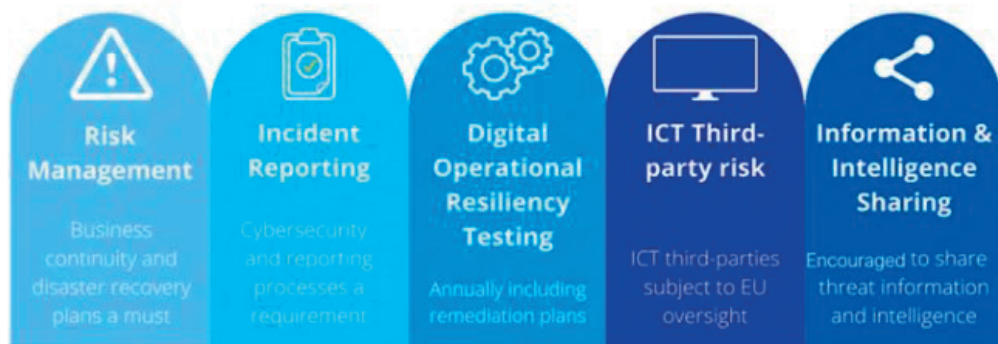 Risk
Management
Business
continuity and
disaster recovery
plans a must
Incident
Reporting
Cybersecurity
and reporting
processes a
requirement
Digital
Operational
Resiliency
Testing
Annually including
remediation plans
ICT Third-
party risk
ICT third-parties
subject to EU
oversight
Information &
Intelligence
Sharing
Encouraged to share
threat information
and intelligence